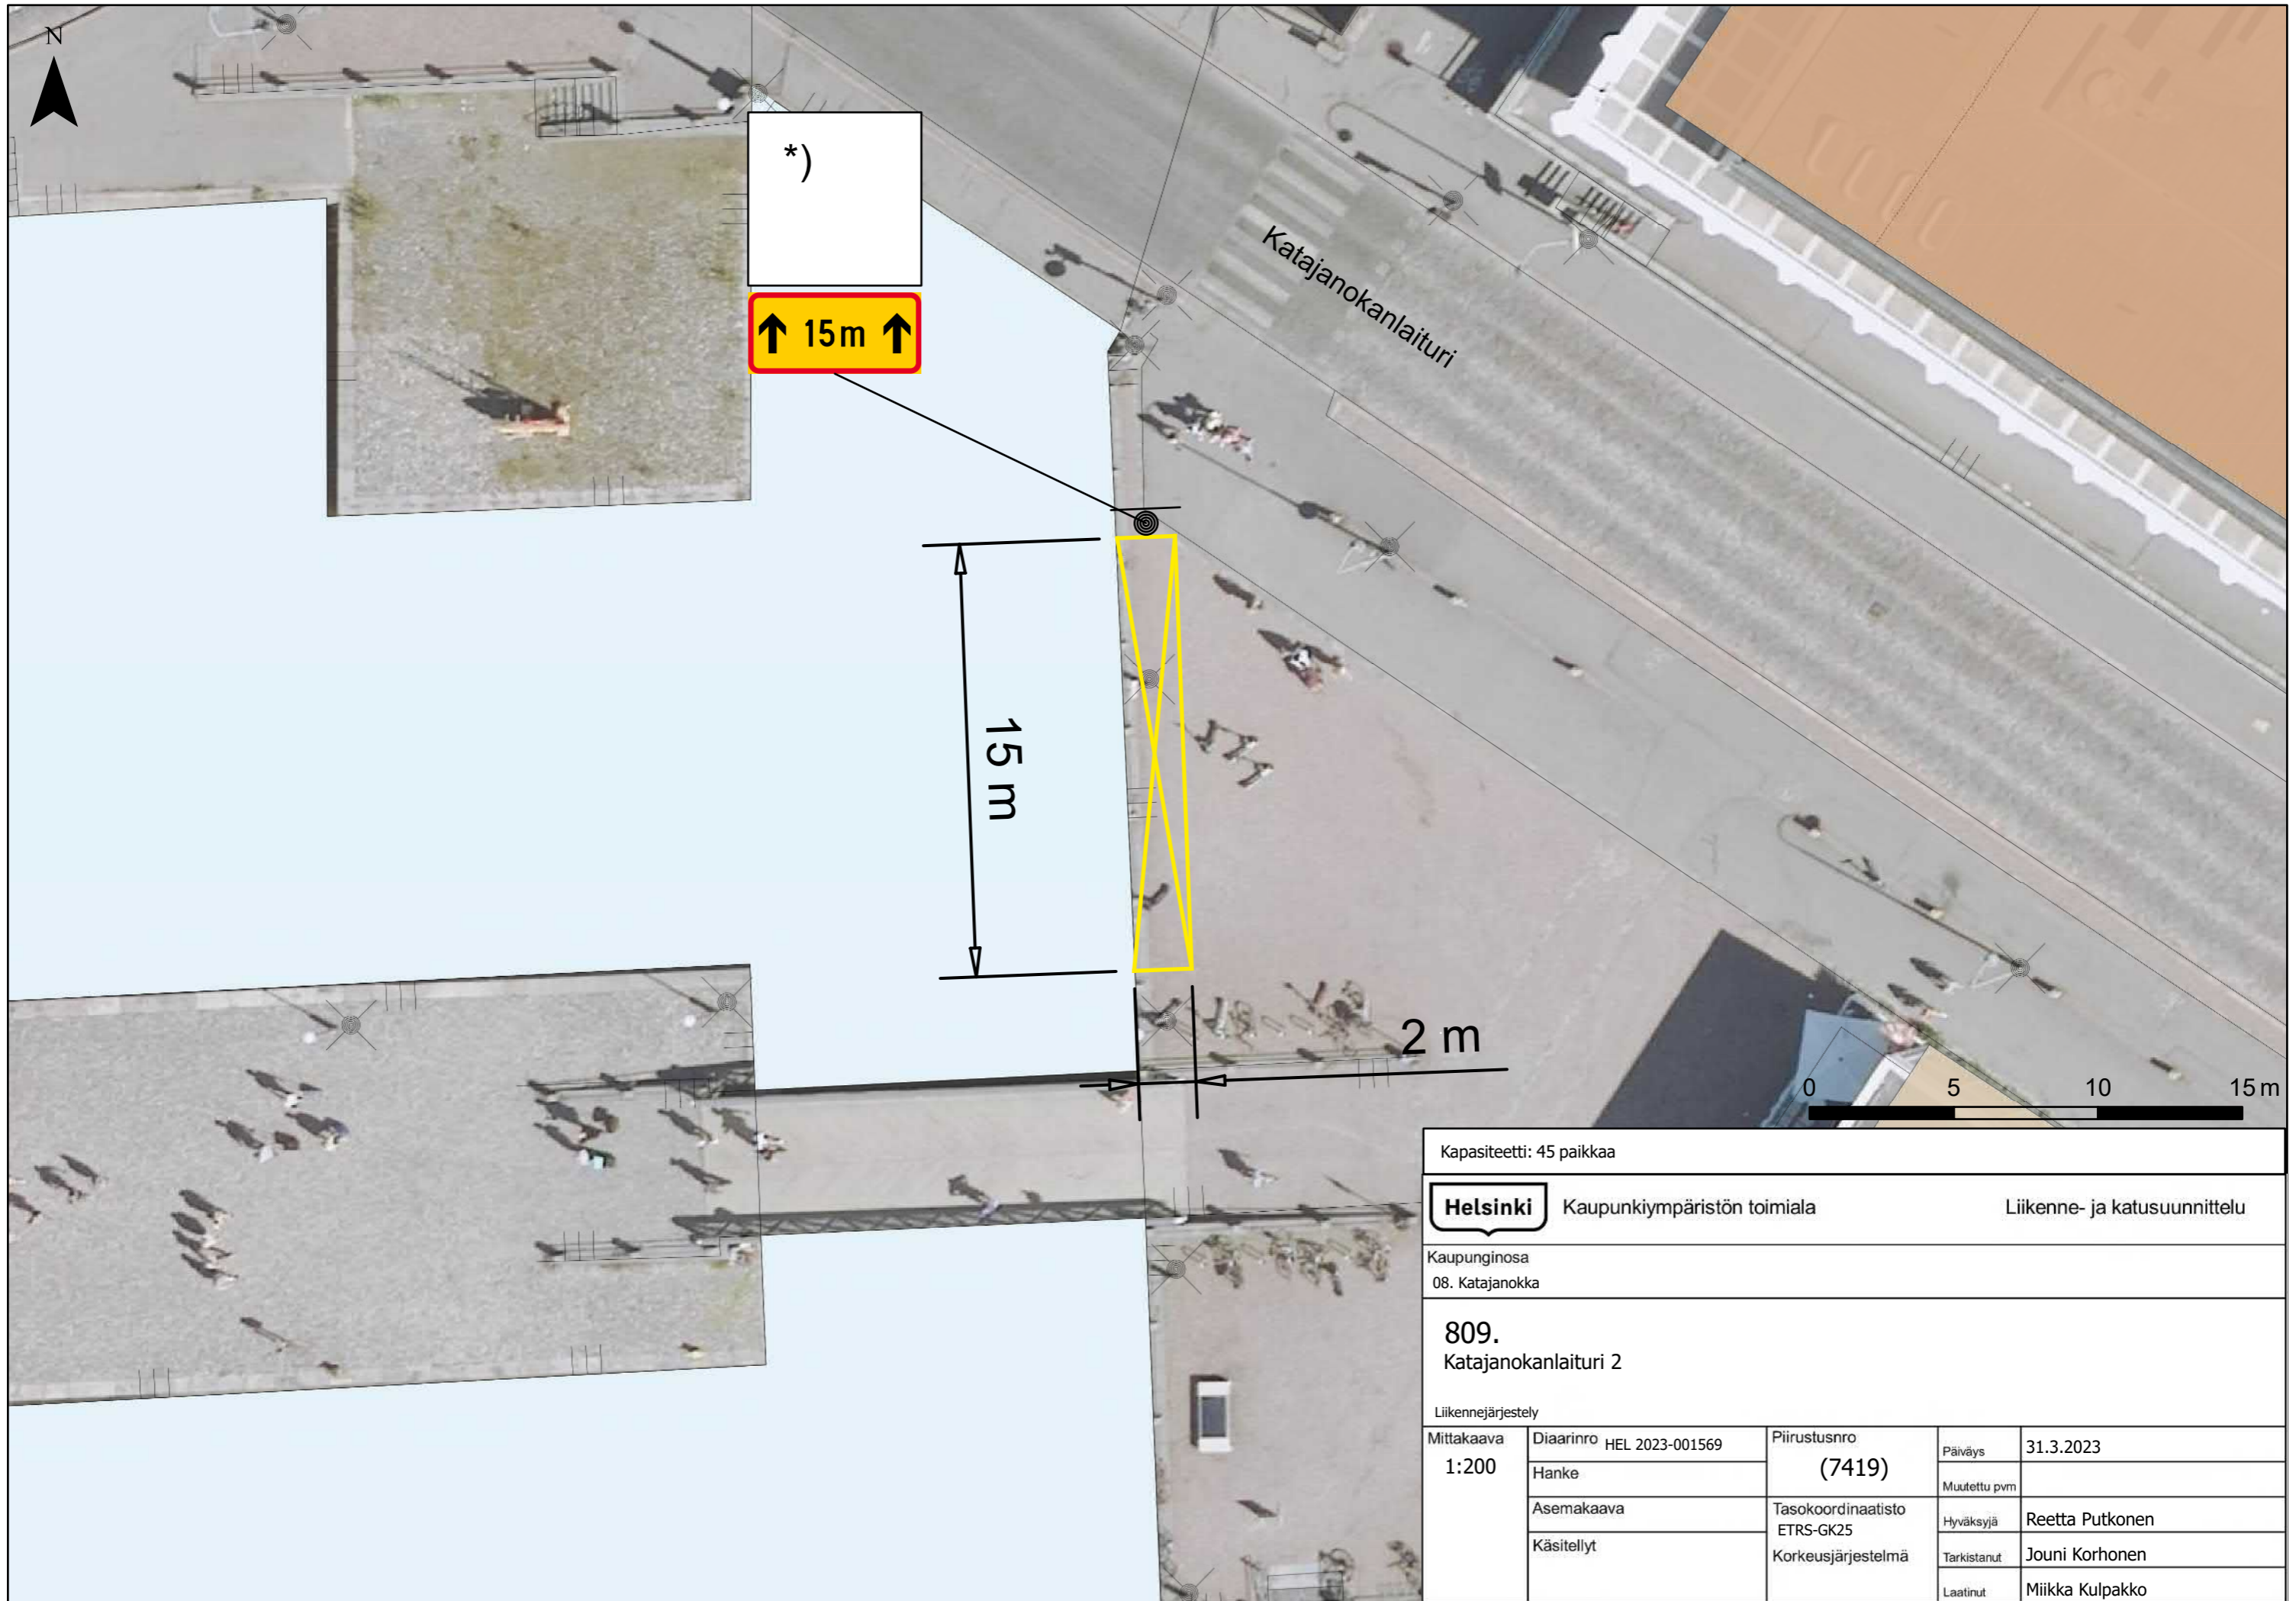 N
*)
↑ 15 m ↑
Katajanokanlaituri
15 m
2 m
0 5 10 15 m
Kapasiteetti: 45 paikkaa
Helsinki Kaupunkiympäristön toimiala Liikenne- ja katusuunnittelu
Kaupunginosa
08. Katajanokka
809.
Katajanokanlaituri 2
Liikennejärjestely
Mittakaava
1:200
Diaarinro HEL 2023-001569
Hanke
Asemakaava
Käsitellyt
Piirustusnro
(7419)
Tasokoordinaatisto
ETRS-GK25
Korkeusjärjestelmä
Päiväys 31.3.2023
Muutettu pvm
Hyväksyjä Reetta Putkonen
Tarkistanut Jouni Korhonen
Laatinut Miikka Kulpakko